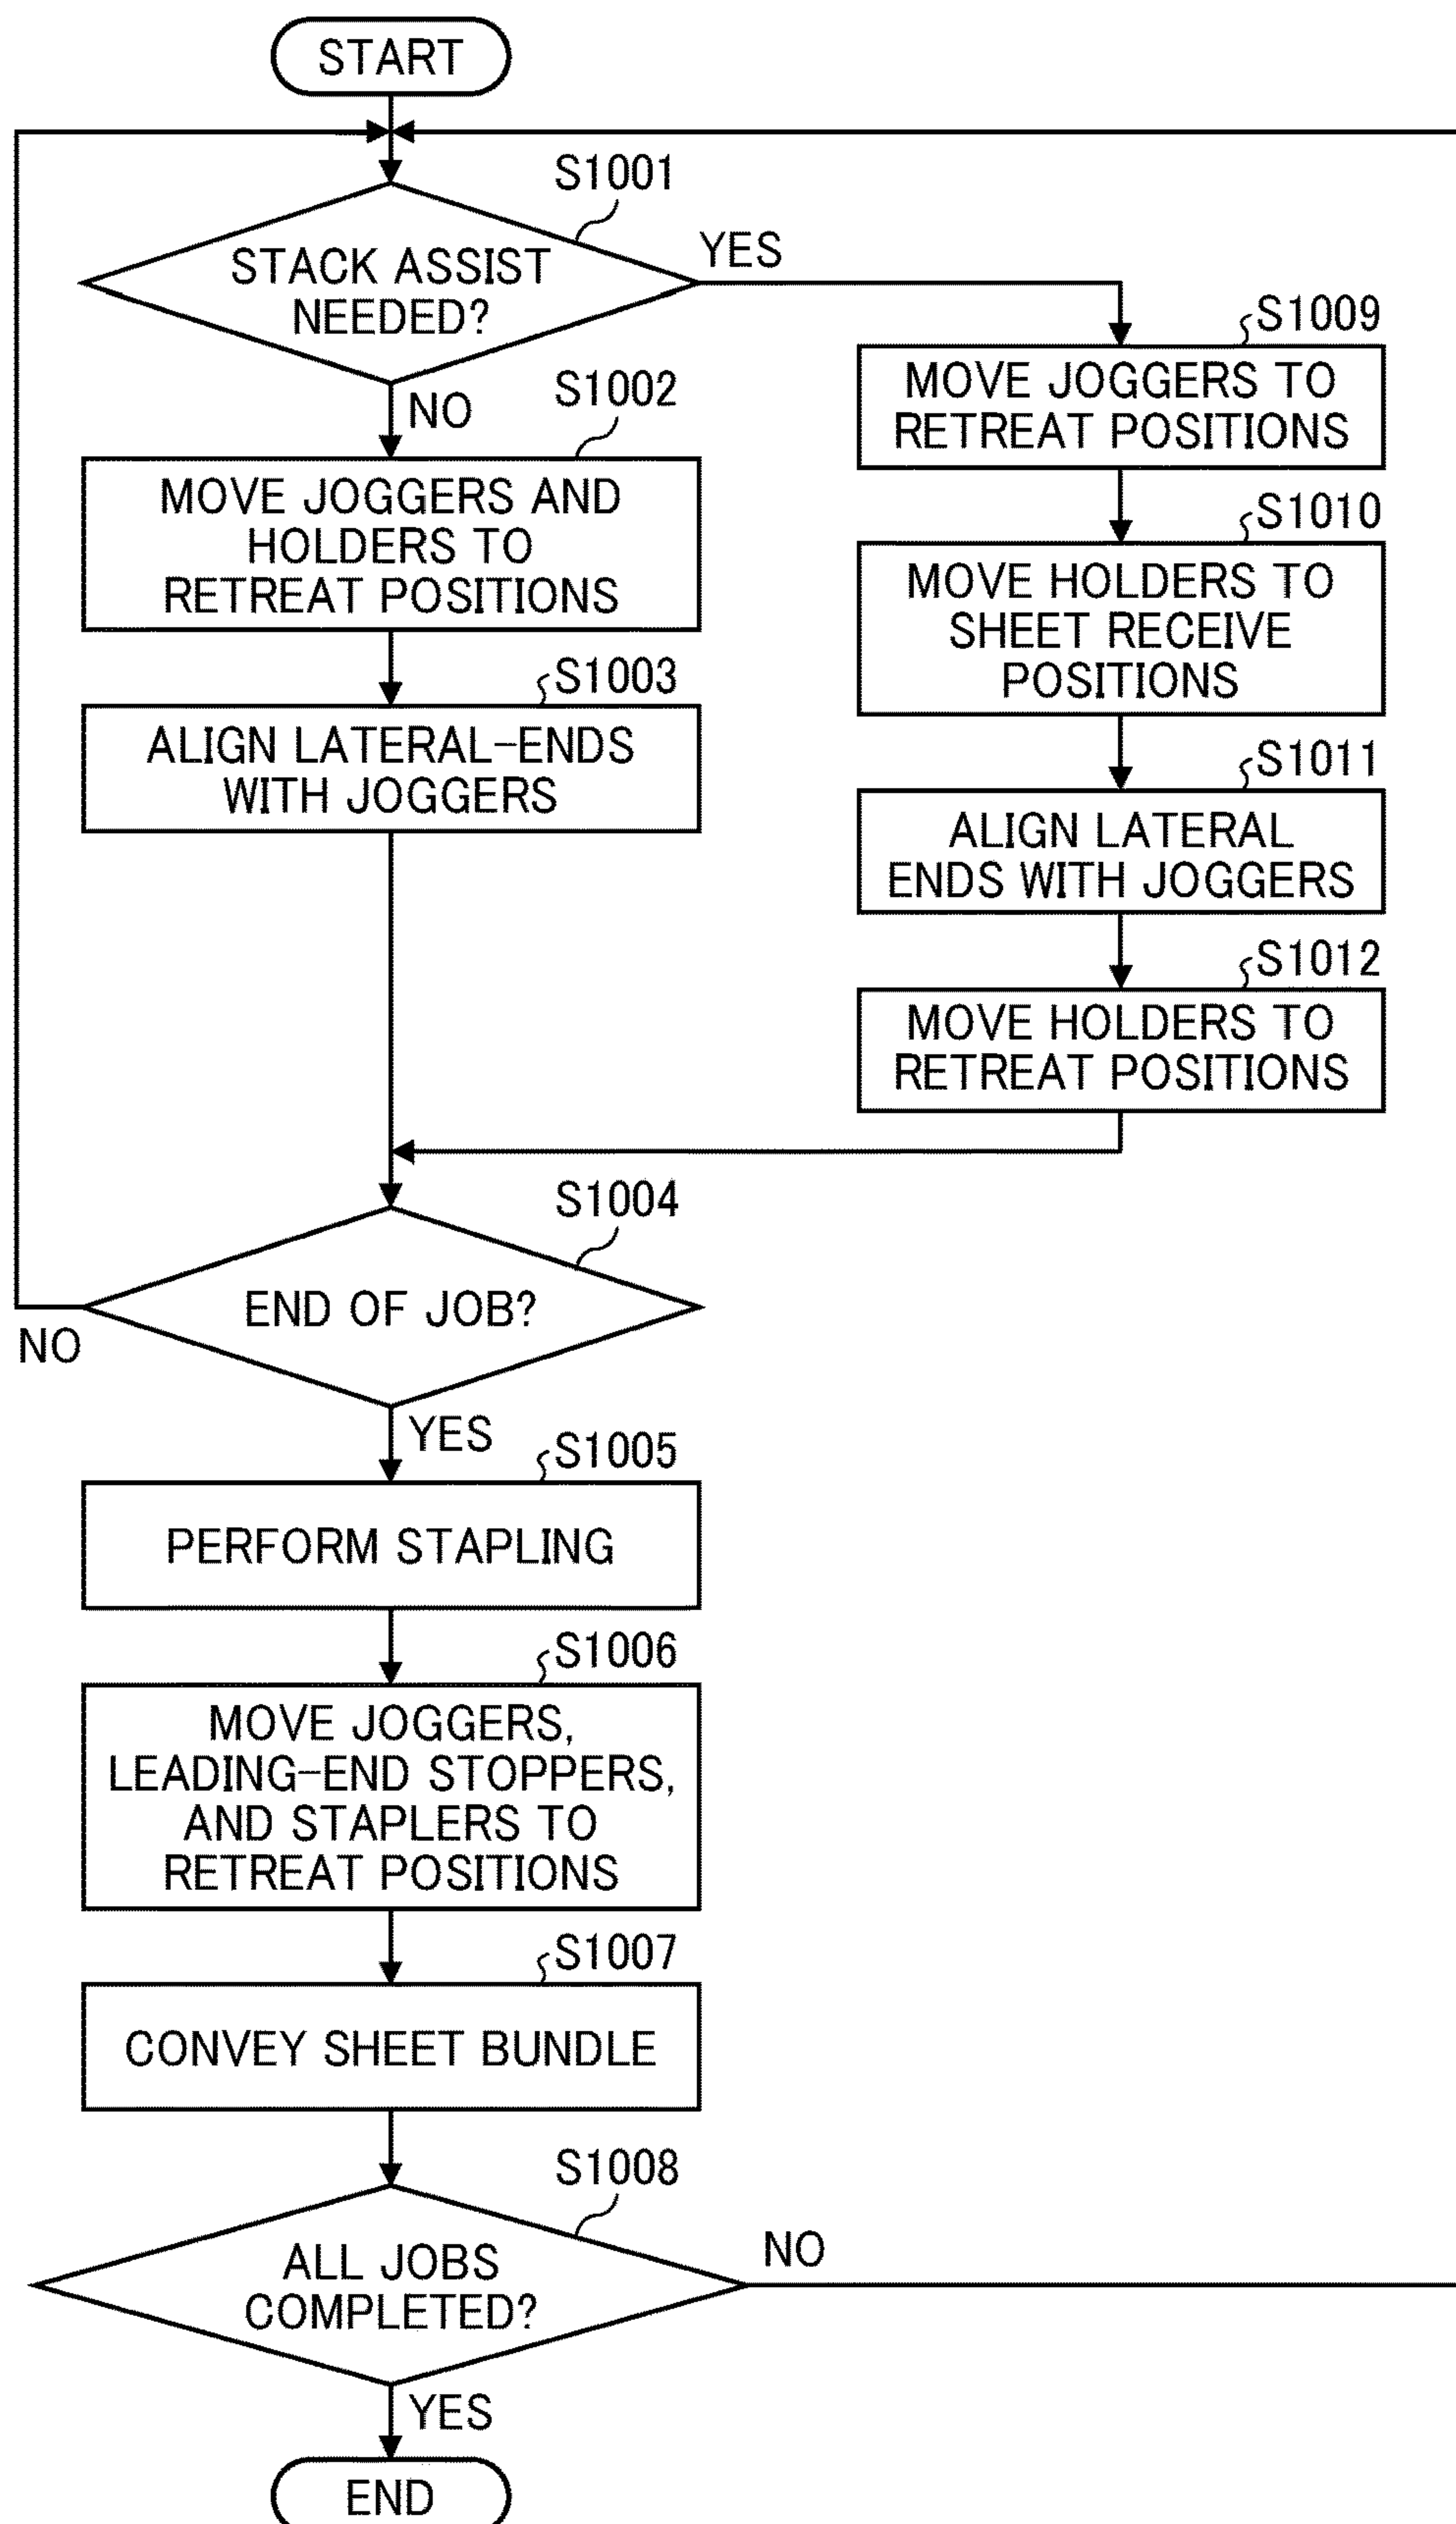 START
S1001
STACK ASSIST
NEEDED?
YES
NO
S1002
MOVE JOGGERS AND
HOLDERS TO
RETREAT POSITIONS
S1003
ALIGN LATERAL-ENDS
WITH JOGGERS
S1009
MOVE JOGGERS TO
RETREAT POSITIONS
S1010
MOVE HOLDERS TO
SHEET RECEIVE
POSITIONS
S1011
ALIGN LATERAL
ENDS WITH JOGGERS
S1012
MOVE HOLDERS TO
RETREAT POSITIONS
S1004
END OF JOB?
NO
YES
S1005
PERFORM STAPLING
S1006
MOVE JOGGERS,
LEADING-END STOPPERS,
AND STAPLERS TO
RETREAT POSITIONS
S1007
CONVEY SHEET BUNDLE
S1008
ALL JOBS
COMPLETED?
NO
YES
END